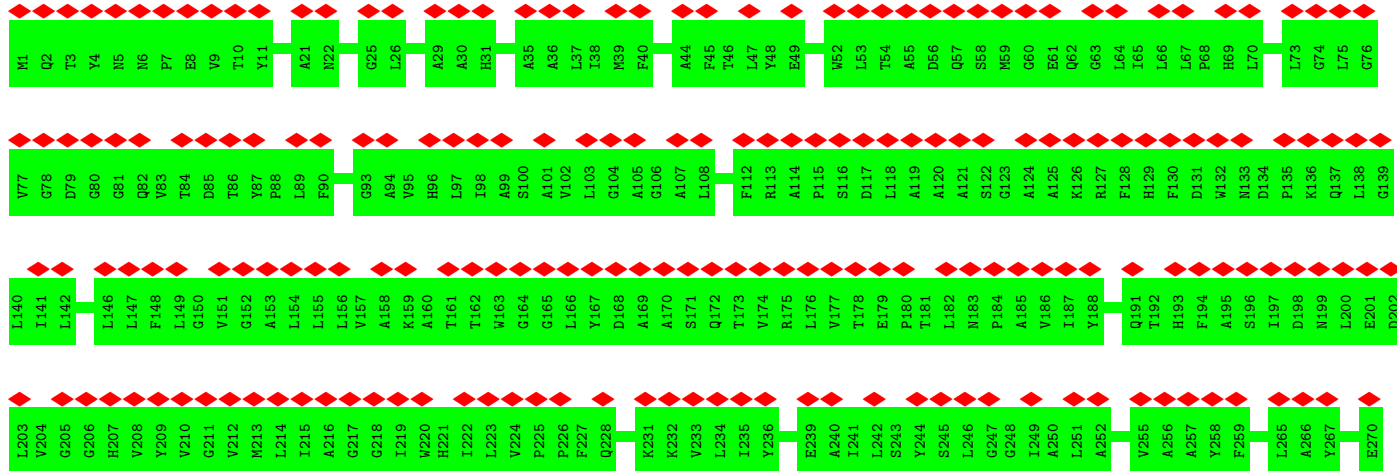 M1 Q2 T3 Y4 N5 N6 P7 E8 V9 T10 Y11 A21 N22 G25 L26 A29 A30 H31 A35 A36 L37 I38 M39 F40 A44 F45 T46 L47 Y48 E49 W52 L53 T54 A55 D56 Q57 S58 M59 G60 E61 Q62 G63 L64 I65 L66 L67 P68 H69 L70 L73 G74 L75 G76
V77 G78 D79 G80 G81 Q82 V83 T84 D85 T86 Y87 P88 L89 F90 G93 A94 V95 H96 L97 I98 A99 S100 A101 V102 L103 G104 A105 G106 A107 L108 F112 R113 A114 P115 S116 D117 L118 A119 A120 A121 S122 G123 A124 A125 K126 R127 F128 H129 F130 D131 W132 N133 D134 P135 K136 Q137 L138 G139
L140 I141 L142 L146 L147 F148 L149 G150 V151 G152 A153 L154 L155 L156 V157 A158 K159 A160 T161 T162 W163 G164 G165 L166 Y167 D168 A169 A170 S171 Q172 T173 V174 R175 L176 V177 T178 E179 P180 T181 L182 N183 P184 A185 V186 I187 Y188 Q191 T192 H193 F194 A195 S196 I197 D198 N199 L200 E201 D202
L203 V204 G205 G206 H207 V208 Y209 V210 G211 V212 M213 L214 I215 A216 G217 G218 I219 W220 H221 I222 L223 V224 P225 P226 F227 Q228 K231 K232 V233 L234 I235 Y236 E239 A240 I241 L242 S243 Y244 S245 L246 G247 G248 I249 A250 L251 A252 V255 A256 A257 Y258 F259 L265 A266 Y267 E270